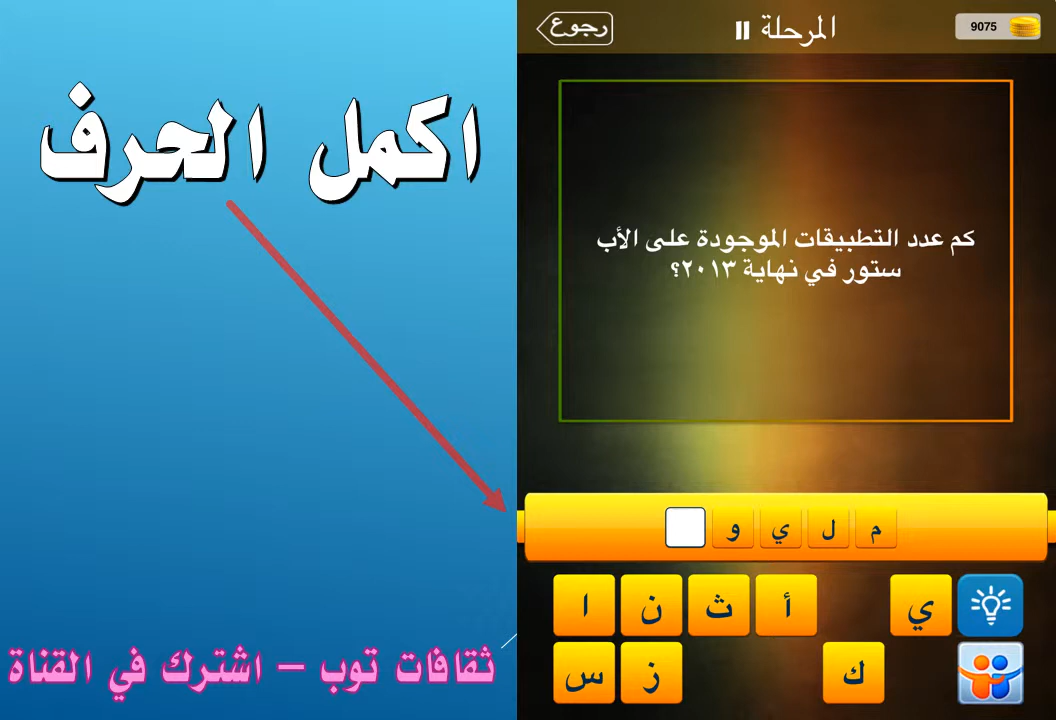 اكمل الحرف
ثقافات توب – اشترك في القناة
رجوع
المرحلة 11
9075
كم عدد التطبيقات الموجودة على الأب
ستور في نهاية ٢٠١٣؟
م ل ي و
ي أ ث ن ا
ك ز س